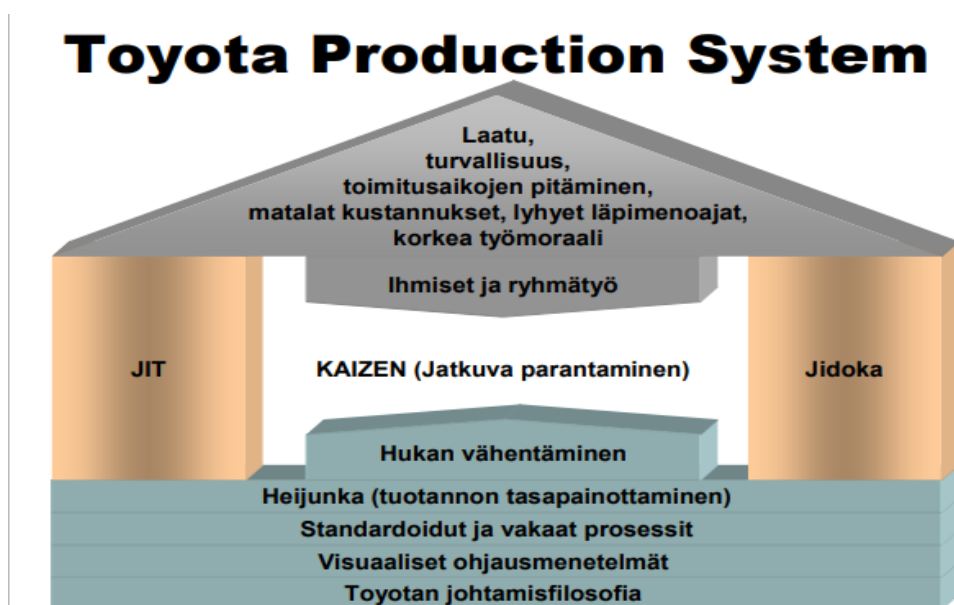 Toyota Production System
Laatu,
turvallisuus,
toimitusaikojen pitäminen,
matalat kustannukset, lyhyet läpimenoajat,
korkea työmoraali
Ihmiset ja ryhmätyö
JIT
KAIZEN (Jatkuva parantaminen)
Jidoka
Hukan vähentäminen
Heijunka (tuotannon tasapainottaminen)
Standardoidut ja vakaat prosessit
Visuaaliset ohjausmenetelmät
Toyotan johtamisfilosofia